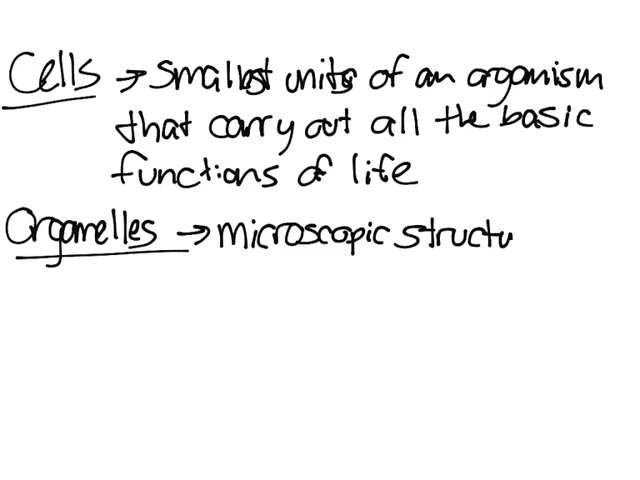 Cells → Smallest units of an organism
that carry out all the basic
functions of life
Organelles → microscopic structu